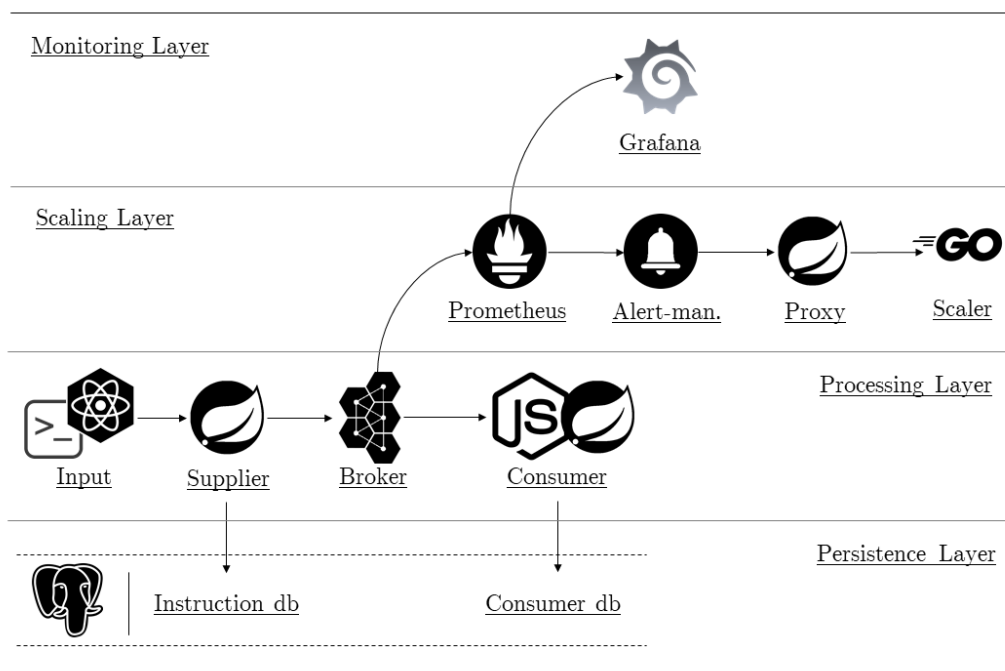 Monitoring Layer
Grafana
Scaling Layer
GO
Prometheus
Alert-man.
Proxy
Scaler
Processing Layer
>_
JS
Input
Supplier
Broker
Consumer
Persistence Layer
Instruction db
Consumer db